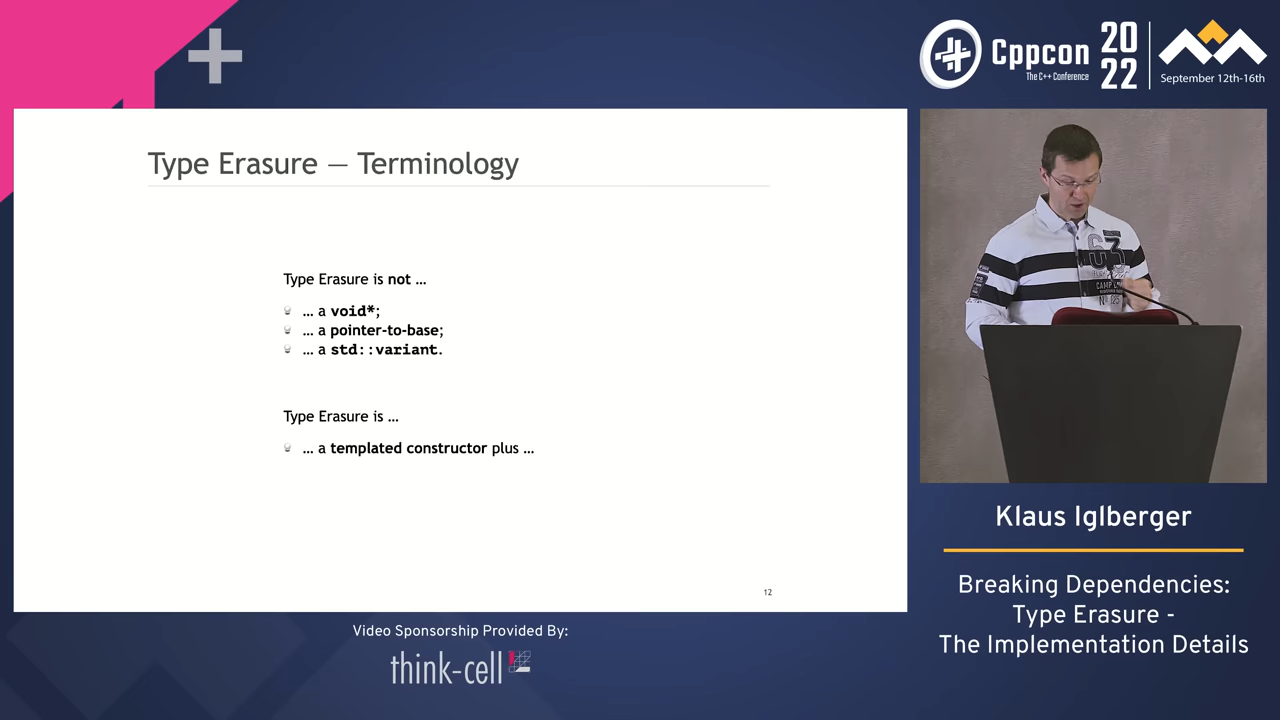 Cppcon
The C++ Conference
20
22
September 12th-16th
Type Erasure — Terminology
Type Erasure is not ...
... a void*;
... a pointer-to-base;
... a std::variant.
Type Erasure is ...
... a templated constructor plus ...
12
63
CAMP
Klaus Iglberger
Breaking Dependencies:
Type Erasure -
The Implementation Details
Video Sponsorship Provided By:
think-cell